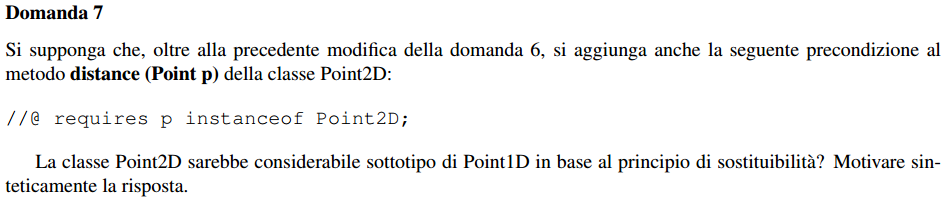 Domanda 7
Si supponga che, oltre alla precedente modifica della domanda 6, si aggiunga anche la seguente precondizione al
metodo distance (Point p) della classe Point2D:
//@ requires p instanceof Point2D;
La classe Point2D sarebbe considerabile sottotipo di Point1D in base al principio di sostituibilità? Motivare sin-
teticamente la risposta.